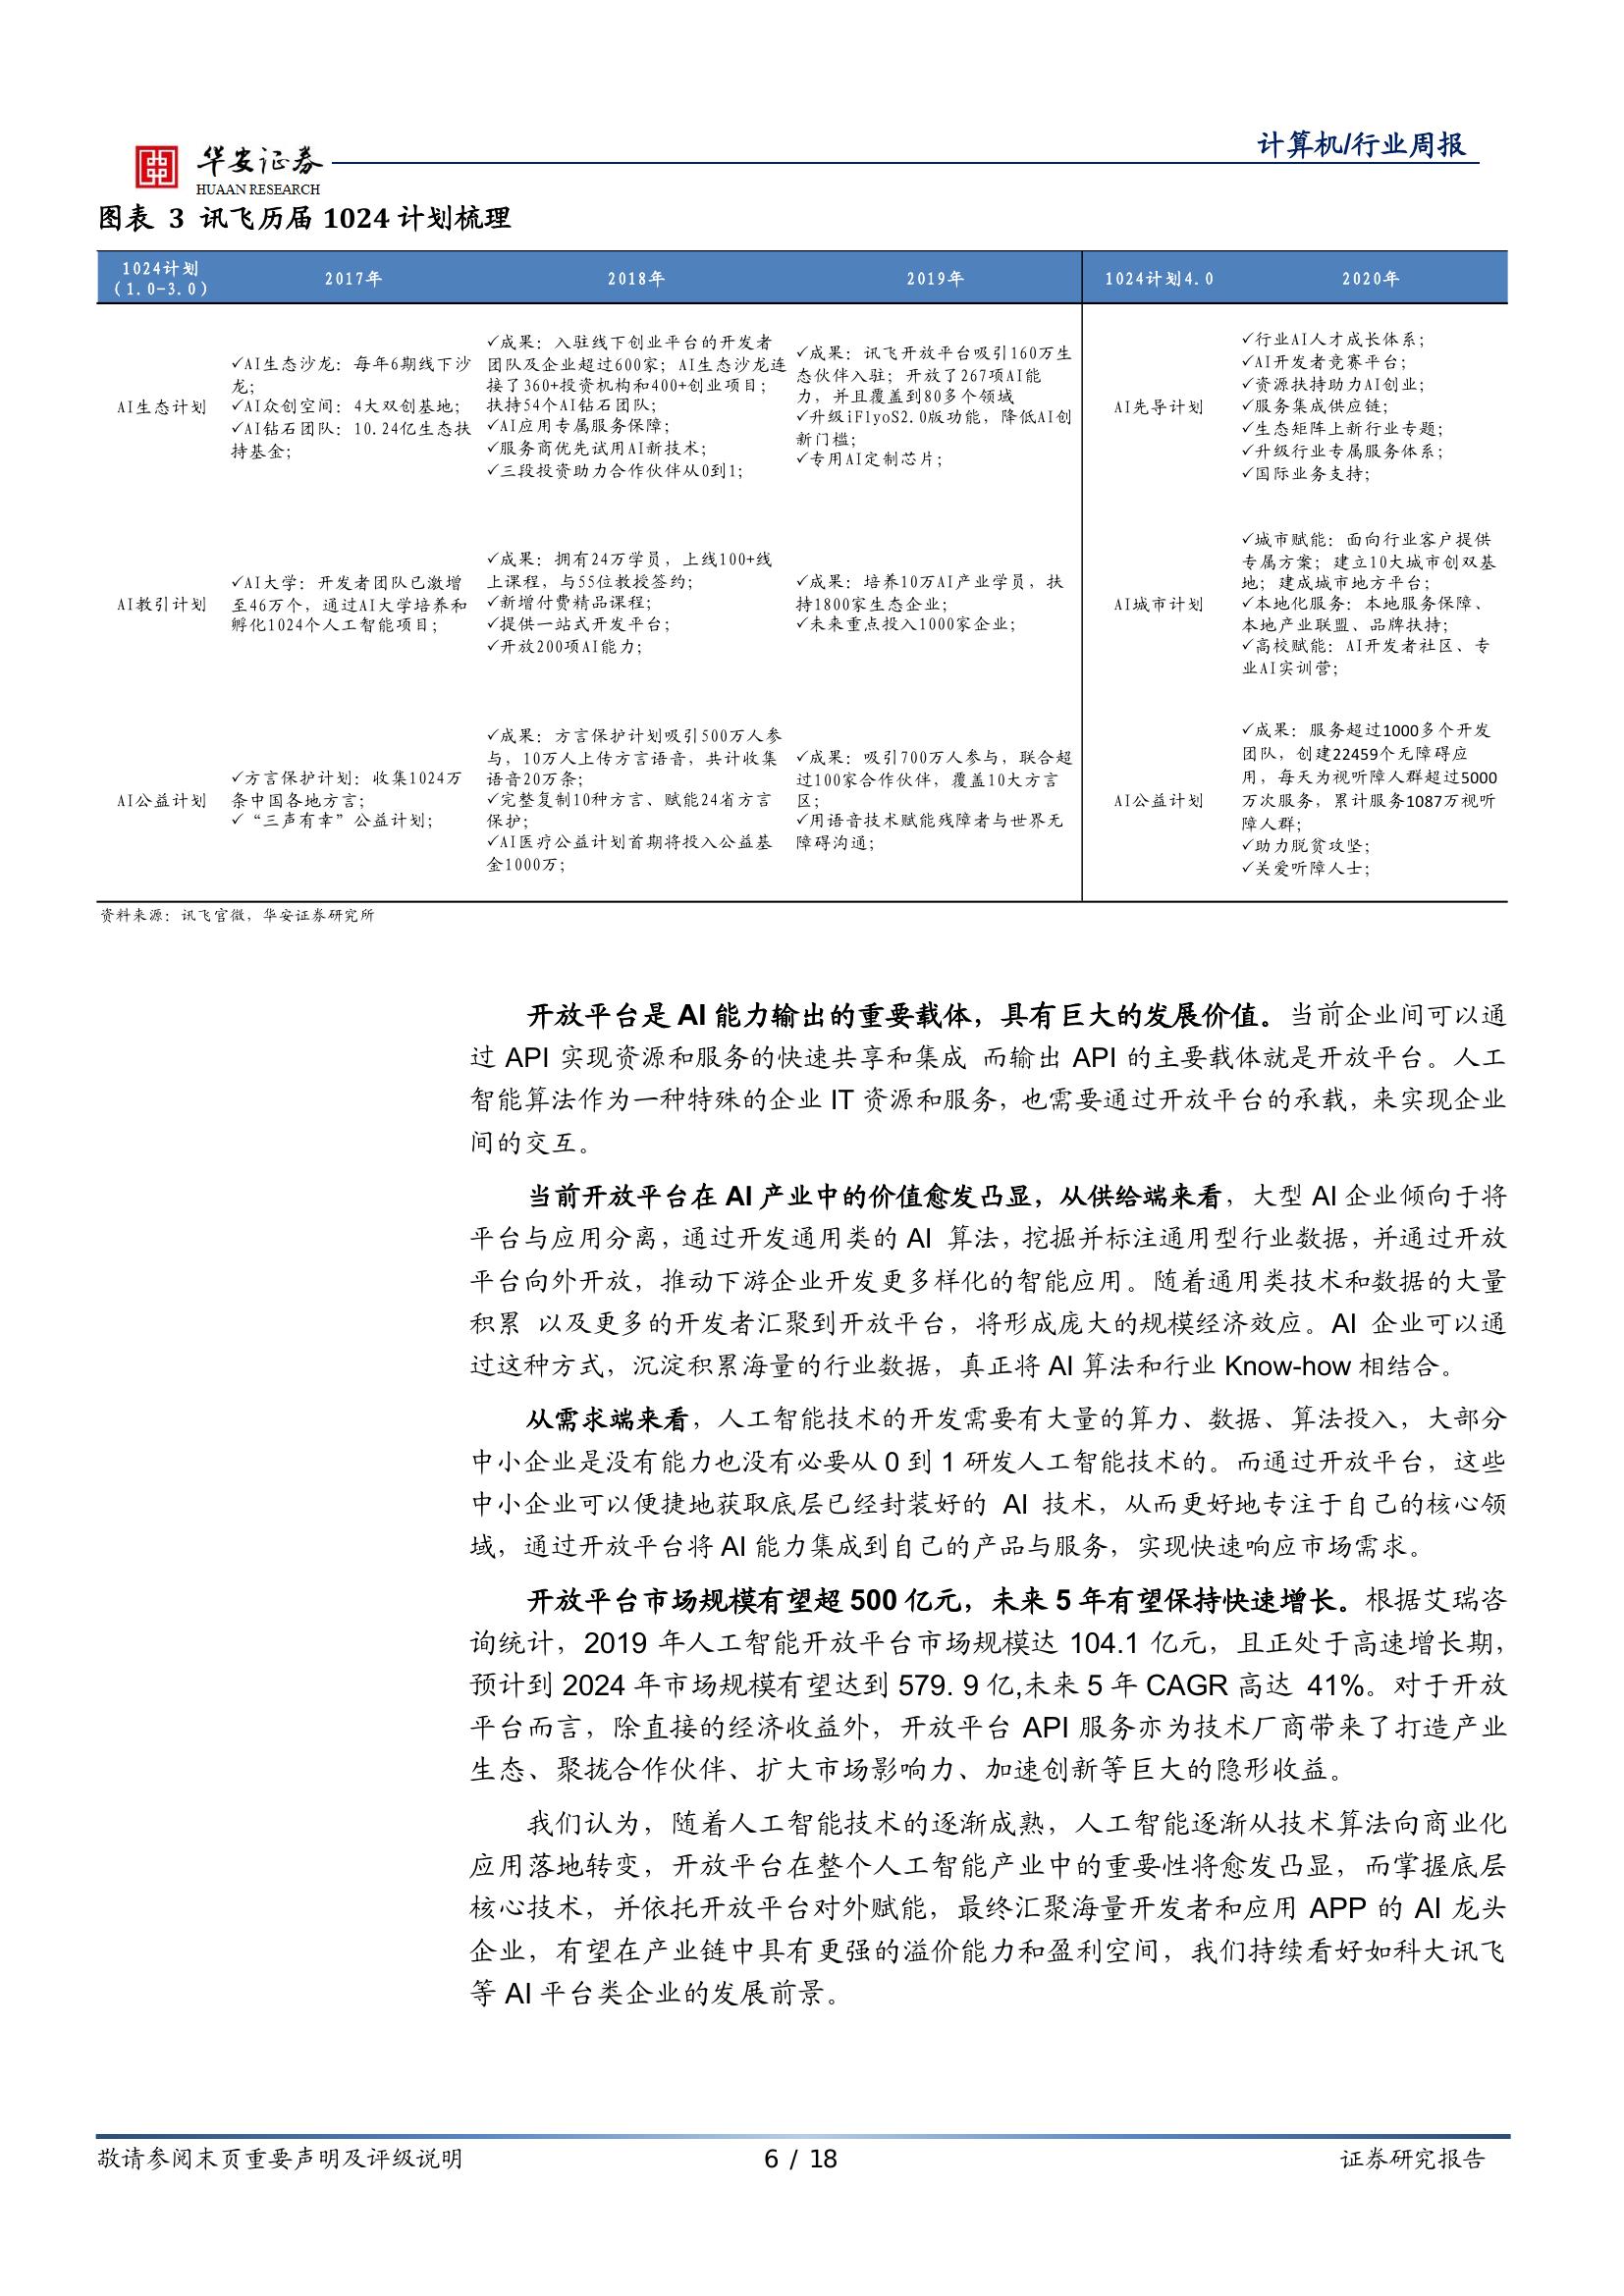 计算机/行业周报
华安证券
HUAAN RESEARCH
图表 3 讯飞历届 1024 计划梳理
1024计划
（1.0-3.0）
2017年
2018年
2019年
1024计划4.0
2020年
AI生态计划
✓AI生态沙龙：每年6期线下沙
龙；
✓AI众创空间：4大双创基地；
✓AI钻石团队：10.24亿生态扶
持基金；
✓成果：入驻线下创业平台的开发者
团队及企业超过600家；AI生态沙龙连
接了360+投资机构和400+创业项目；
扶持54个AI钻石团队；
✓AI应用专属服务保障；
✓服务商优先试用AI新技术；
✓三段投资助力合作伙伴从0到1；
✓成果：讯飞开放平台吸引160万生
态伙伴入驻；开放了267项AI能
力，并且覆盖到80多个领域
✓升级iFlyoS2.0版功能，降低AI创
新门槛；
✓专用AI定制芯片；
AI先导计划
✓行业AI人才成长体系；
✓AI开发者竞赛平台；
✓资源扶持助力AI创业；
✓服务集成供应链；
✓生态矩阵上新行业专题；
✓升级行业专属服务体系；
✓国际业务支持；
AI教引计划
✓AI大学：开发者团队已激增
至46万个，通过AI大学培养和
孵化1024个人工智能项目；
✓成果：拥有24万学员，上线100+线
上课程，与55位教授签约；
✓新增付费精品课程；
✓提供一站式开发平台；
✓开放200项AI能力；
✓成果：培养10万AI产业学员，扶
持1800家生态企业；
✓未来重点投入1000家企业；
AI城市计划
✓城市赋能：面向行业客户提供
专属方案；建立10大城市创双基
地；建成城市地方平台；
✓本地化服务：本地服务保障、
本地产业联盟、品牌扶持；
✓高校赋能：AI开发者社区、专
业AI实训营；
AI公益计划
✓方言保护计划：收集1024万
条中国各地方言；
✓“三声有幸”公益计划；
✓成果：方言保护计划吸引500万人参
与，10万人上传方言语音，共计收集
语音20万条；
✓完整复制10种方言、赋能24省方言
保护；
✓AI医疗公益计划首期将投入公益基
金1000万；
✓成果：吸引700万人参与，联合超
过100家合作伙伴，覆盖10大方言
区；
✓用语音技术赋能残障者与世界无
障碍沟通；
AI公益计划
✓成果：服务超过1000多个开发
团队，创建22459个无障碍应
用，每天为视听障人群超过5000
万次服务，累计服务1087万视听
障人群；
✓助力脱贫攻坚；
✓关爱听障人士；
资料来源：讯飞官微，华安证券研究所
开放平台是 AI 能力输出的重要载体，具有巨大的发展价值。当前企业间可以通
过 API 实现资源和服务的快速共享和集成 而输出 API 的主要载体就是开放平台。人工
智能算法作为一种特殊的企业 IT 资源和服务，也需要通过开放平台的承载，来实现企业
间的交互。
当前开放平台在 AI 产业中的价值愈发凸显，从供给端来看，大型 AI 企业倾向于将
平台与应用分离，通过开发通用类的 AI 算法，挖掘并标注通用型行业数据，并通过开放
平台向外开放，推动下游企业开发更多样化的智能应用。随着通用类技术和数据的大量
积累 以及更多的开发者汇聚到开放平台，将形成庞大的规模经济效应。AI 企业可以通
过这种方式，沉淀积累海量的行业数据，真正将 AI 算法和行业 Know-how 相结合。
从需求端来看，人工智能技术的开发需要有大量的算力、数据、算法投入，大部分
中小企业是没有能力也没有必要从 0 到 1 研发人工智能技术的。而通过开放平台，这些
中小企业可以便捷地获取底层已经封装好的 AI 技术，从而更好地专注于自己的核心领
域，通过开放平台将 AI 能力集成到自己的产品与服务，实现快速响应市场需求。
开放平台市场规模有望超 500 亿元，未来 5 年有望保持快速增长。根据艾瑞咨
询统计，2019 年人工智能开放平台市场规模达 104.1 亿元，且正处于高速增长期，
预计到 2024 年市场规模有望达到 579. 9 亿,未来 5 年 CAGR 高达 41%。对于开放
平台而言，除直接的经济收益外，开放平台 API 服务亦为技术厂商带来了打造产业
生态、聚拢合作伙伴、扩大市场影响力、加速创新等巨大的隐形收益。
我们认为，随着人工智能技术的逐渐成熟，人工智能逐渐从技术算法向商业化
应用落地转变，开放平台在整个人工智能产业中的重要性将愈发凸显，而掌握底层
核心技术，并依托开放平台对外赋能，最终汇聚海量开发者和应用 APP 的 AI 龙头
企业，有望在产业链中具有更强的溢价能力和盈利空间，我们持续看好如科大讯飞
等 AI 平台类企业的发展前景。
敬请参阅末页重要声明及评级说明
6 / 18
证券研究报告